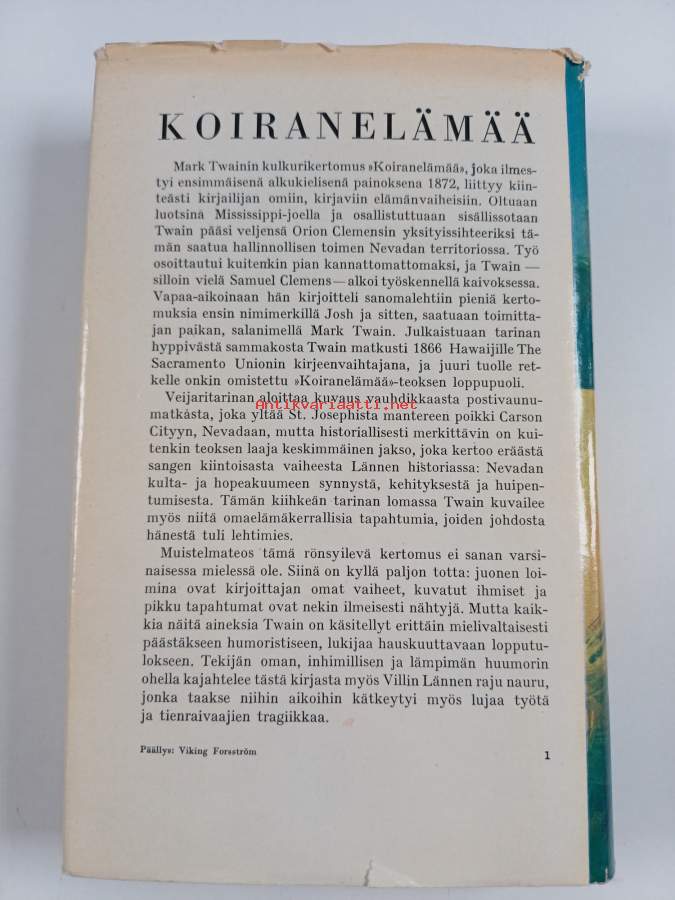 KOIRANELÄMÄÄ
Mark Twainin kulkurikertomus »Koiranelämää», joka ilmes-
tyi ensimmäisenä alkukielisenä painoksena 1872, liittyy kiin-
teästi kirjailijan omiin, kirjaviin elämänvaiheisiin. Oltuaan
luotsina Mississippi-joella ja osallistuttuaan sisällissotaan
Twain pääsi veljensä Orion Clemensin yksityissihteeriksi tä-
män saatua hallinnollisen toimen Nevadan territoriossa. Työ
osoittautui kuitenkin pian kannattomattomaksi, ja Twain —
silloin vielä Samuel Clemens — alkoi työskennellä kaivoksessa.
Vapaa-aikoinaan hän kirjoitteli sanomalehtiin pieniä kerto-
muksia ensin nimimerkillä Josh ja sitten, saatuaan toimitta-
jan paikan, salanimellä Mark Twain. Julkaistuaan tarinan
hyppivästä sammakosta Twain matkusti 1866 Hawaijille The
Sacramento Unionin kirjeenvaihtajana, ja juuri tuolle ret-
kelle onkin omistettu »Koiranelämää»-teoksen loppupuoli.
Veijaritarinan aloittaa kuvaus vauhdikkaasta postivaunu-
matkasta, joka yltää St. Josephista mantereen poikki Carson
Cityyn, Nevadaan, mutta historiallisesti merkittävin on kui-
tenkin teoksen laaja keskimmäinen jakso, joka kertoo eräästä
sangen kiintoisasta vaiheesta Lännen historiassa: Nevadan
kulta- ja hopeakuumeen synnystä, kehityksestä ja huipen-
tumisesta. Tämän kiihkeän tarinan lomassa Twain kuvailee
myös niitä omaelämäkerrallisia tapahtumia, joiden johdosta
hänestä tuli lehtimies.
Muistelmateos tämä rönsyilevä kertomus ei sanan varsi-
naisessa mielessä ole. Siinä on kyllä paljon totta: juonen loi-
mina ovat kirjoittajan omat vaiheet, kuvatut ihmiset ja
pikku tapahtumat ovat nekin ilmeisesti nähtyjä. Mutta kaik-
kia näitä aineksia Twain on käsitellyt erittäin mielivaltaisesti
päästäkseen humoristiseen, lukijaa hauskuuttavaan lopputu-
lokseen. Tekijän oman, inhimillisen ja lämpimän huumorin
ohella kajahtelee tästä kirjasta myös Villin Lännen raju nauru,
jonka taakse niihin aikoihin kätkeytyi myös lujaa työtä
ja tienraivaajien tragiikkaa.
Päällys: Viking Forsström
1
Antikvariaatti.net